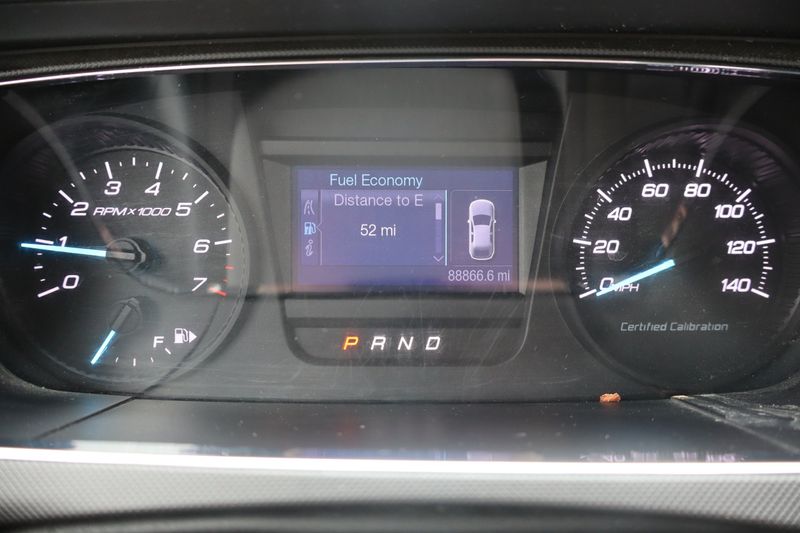 Fuel Economy
Distance to E
52 mi
88866.6 mi
P R N D
0 1 2 3 4 5 6 7
RPM×1000
F
0 20 40 60 80 100 120 140
MPH
Certified Calibration